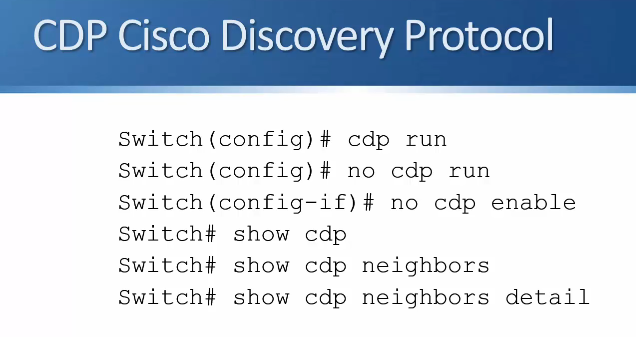 CDP Cisco Discovery Protocol
Switch(config)# cdp run
Switch(config)# no cdp run
Switch(config-if)# no cdp enable
Switch# show cdp
Switch# show cdp neighbors
Switch# show cdp neighbors detail